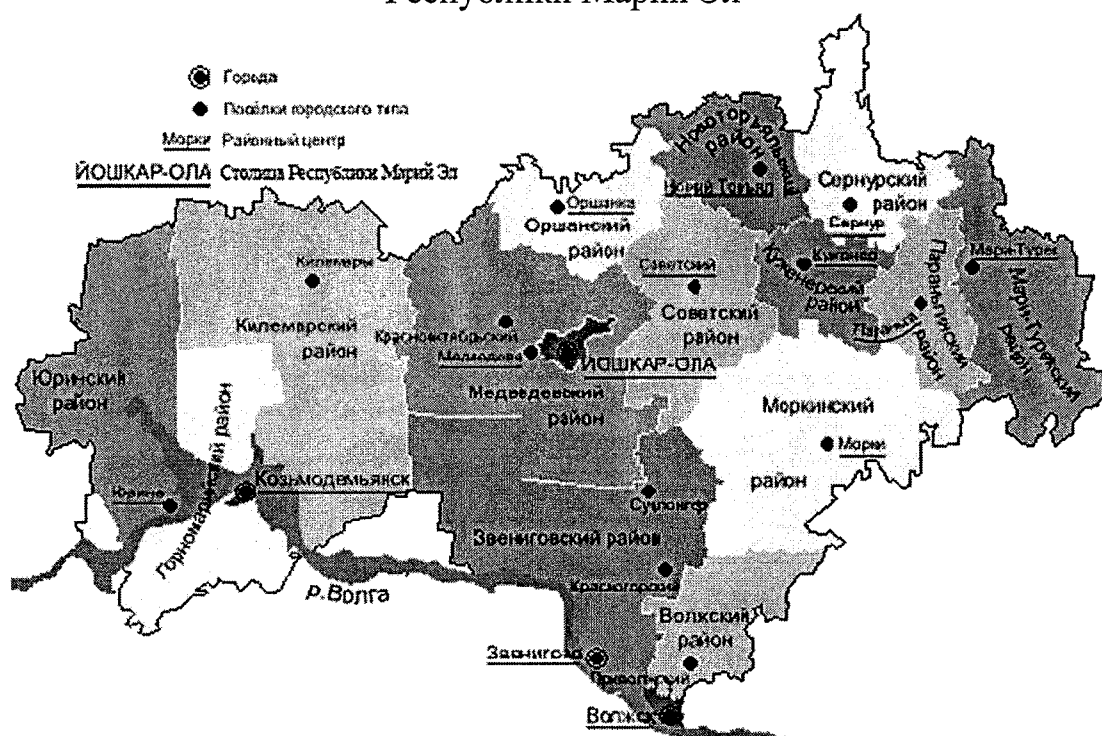 Республики Марий Эл
Города
Посёлки городского типа
Морки Районный центр
ЙОШКАР-ОЛА Столица Республики Марий Эл
Новоторъяльский
район
Новый Торъял
Сернурский
район
Сернур
Оршанка
Оршанский
район
Килемары
Килемарский
район
Советский
Советский
район
Куженер
Куженерский
район
Параньга
Параньгинский
район
Мари-Турек
Мари-Турекский
район
Краснооктябрьский
Медведево
ЙОШКАР-ОЛА
Медведевский
район
Юринский
район
Юрино
Горномарийский район
Козьмодемьянск
Моркинский
район
Морки
Суслонгер
Звениговский район
Красногорский
р.Волга
Волжский
район
Звенигово
Приволжский
Волжск